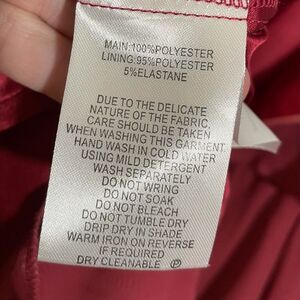 MAIN:100%POLYESTER
LINING:95%POLYESTER
5%ELASTANE
DUE TO THE DELICATE
NATURE OF THE FABRIC
CARE SHOULD BE TAKEN
WHEN WASHING THIS GARMENT
HAND WASH IN COLD WATER
USING MILD DETERGENT
WASH SEPARATELY
DO NOT WRING
DO NOT SOAK
DO NOT BLEACH
DO NOT TUMBLE DRY
DRIP DRY IN SHADE
WARM IRON ON REVERSE
IF REQUIRED
DRY CLEANABLE Ⓟ